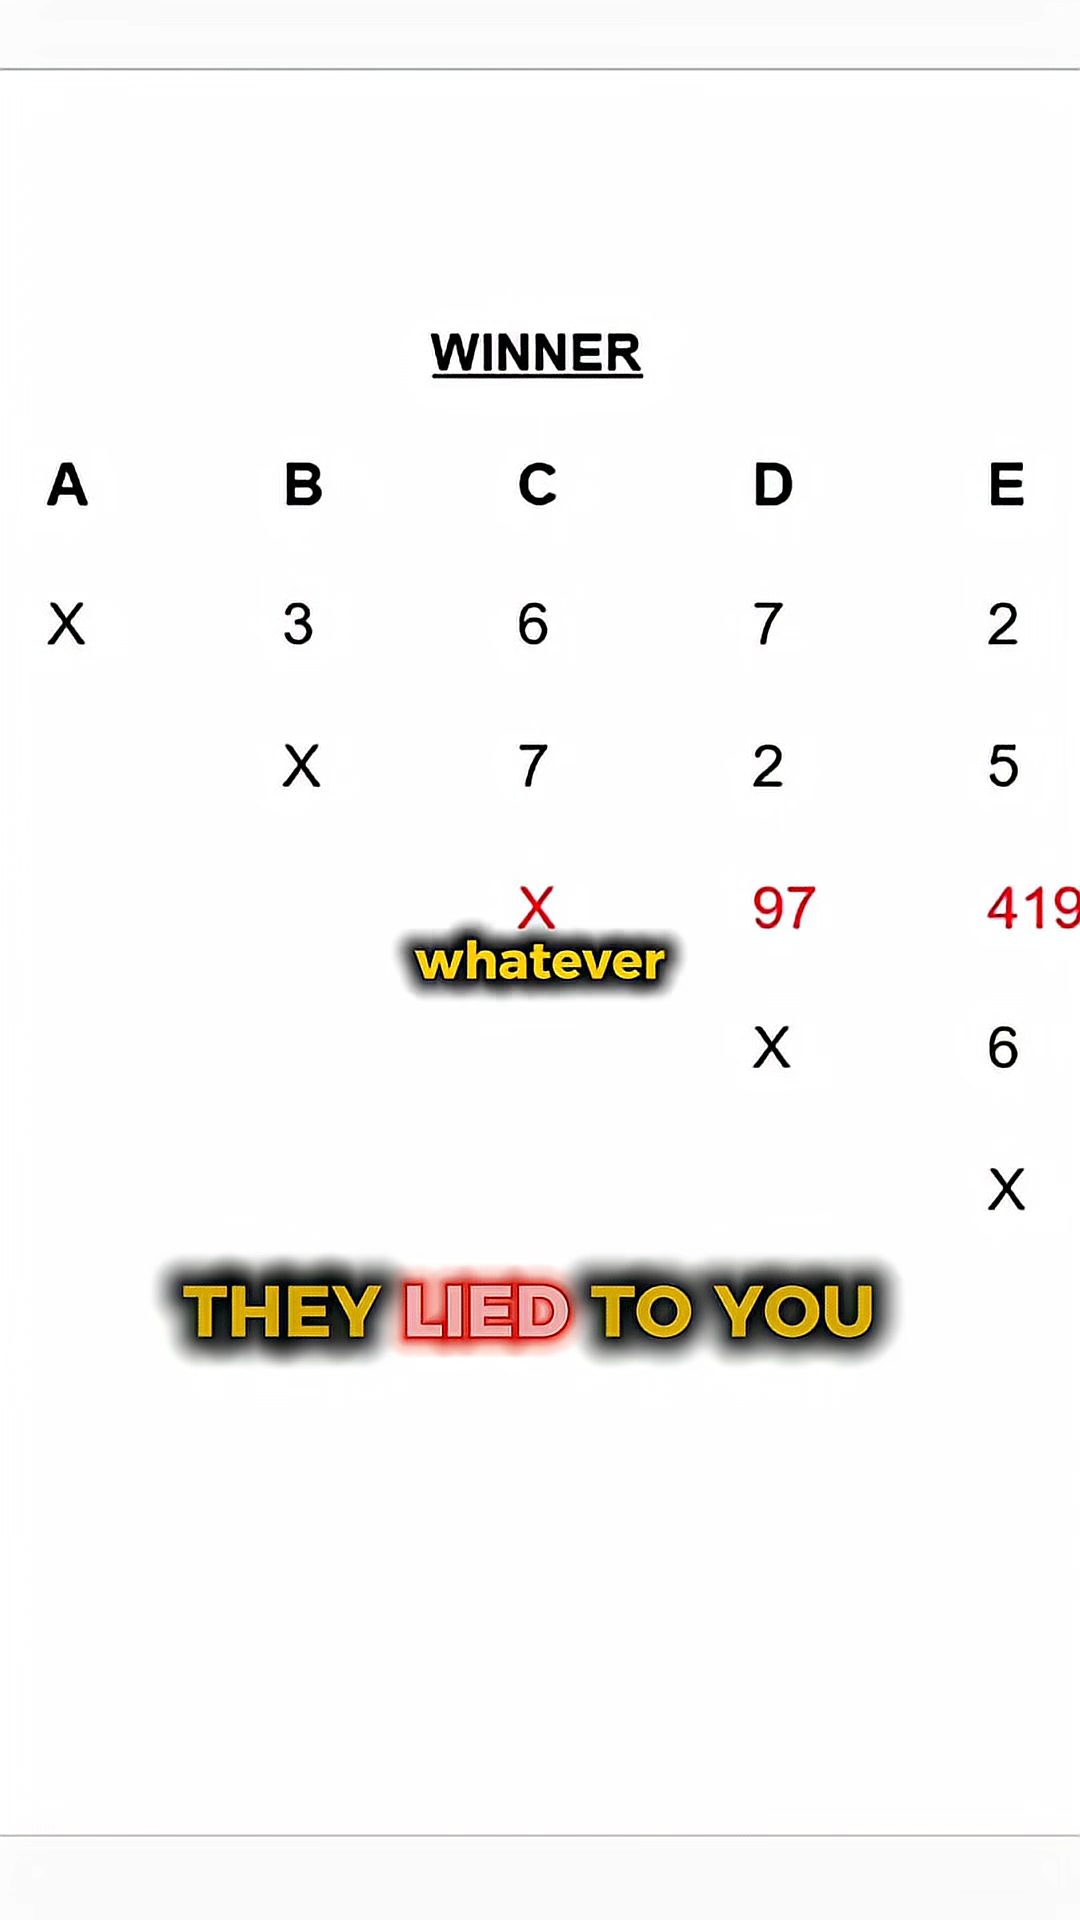 WINNER
A B C D E
X 3 6 7 2
X 7 2 5
X 97 419
whatever
X 6
X
THEY LIED TO YOU